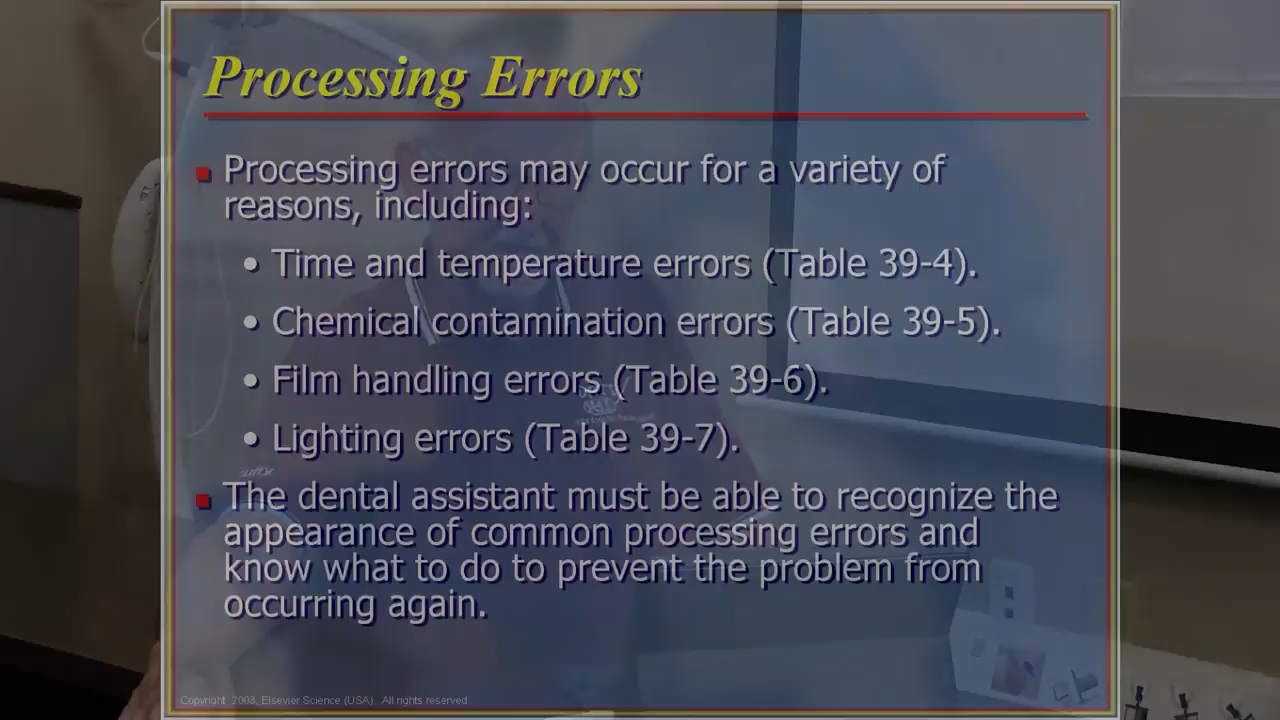 Processing Errors
Processing errors may occur for a variety of
reasons, including:
• Time and temperature errors (Table 39-4).
• Chemical contamination errors (Table 39-5).
• Film handling errors (Table 39-6).
• Lighting errors (Table 39-7).
The dental assistant must be able to recognize the
appearance of common processing errors and
know what to do to prevent the problem from
occurring again.
Copyright 2003, Elsevier Science (USA). All rights reserved